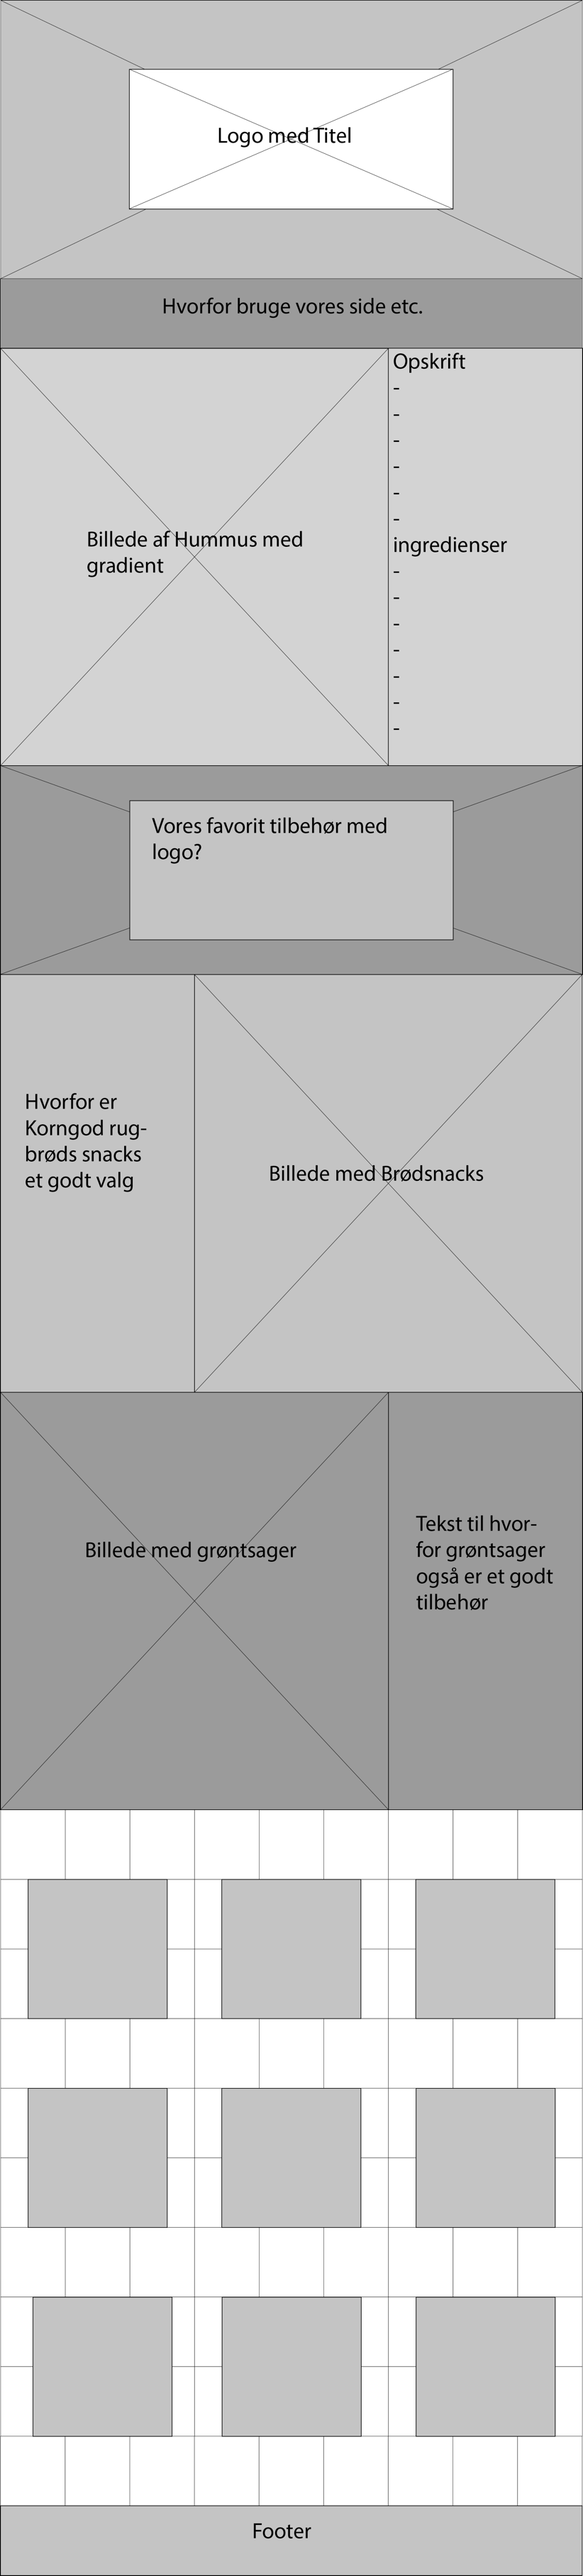 Logo med Titel
Hvorfor bruge vores side etc.
Opskrift
-
-
-
-
-
-
ingredienser
-
-
-
-
-
-
-
Billede af Hummus med
gradient
Vores favorit tilbehør med
logo?
Hvorfor er
Korngod rug-
brøds snacks
et godt valg
Billede med Brødsnacks
Billede med grøntsager
Tekst til hvor-
for grøntsager
også er et godt
tilbehør
Footer